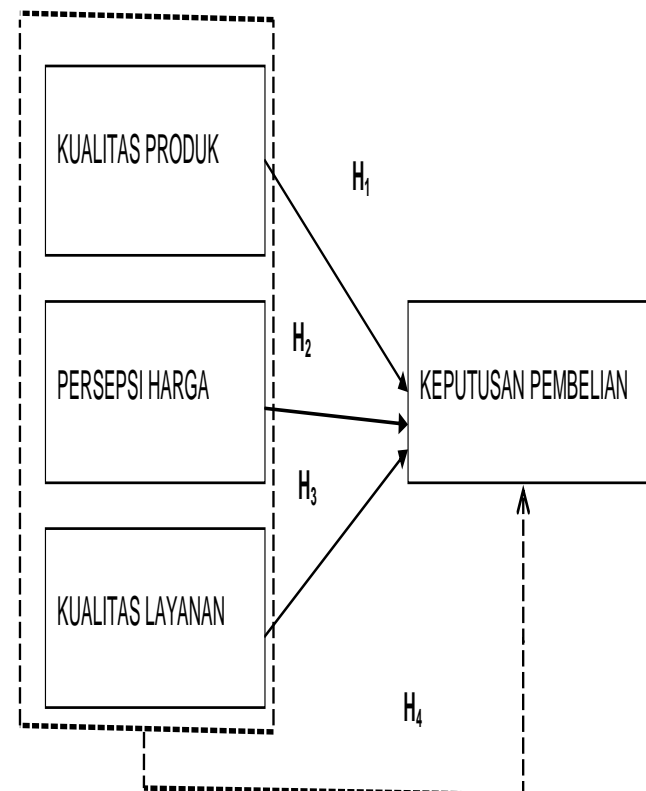 KUALITAS PRODUK
H₁
H₂
PERSEPSI HARGA
KEPUTUSAN PEMBELIAN
H₃
KUALITAS LAYANAN
H₄